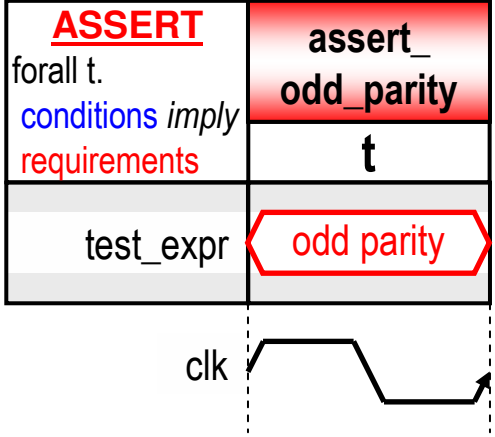 ASSERT
forall t.
conditions imply
requirements
assert_
odd_parity
t
test_expr
odd parity
clk